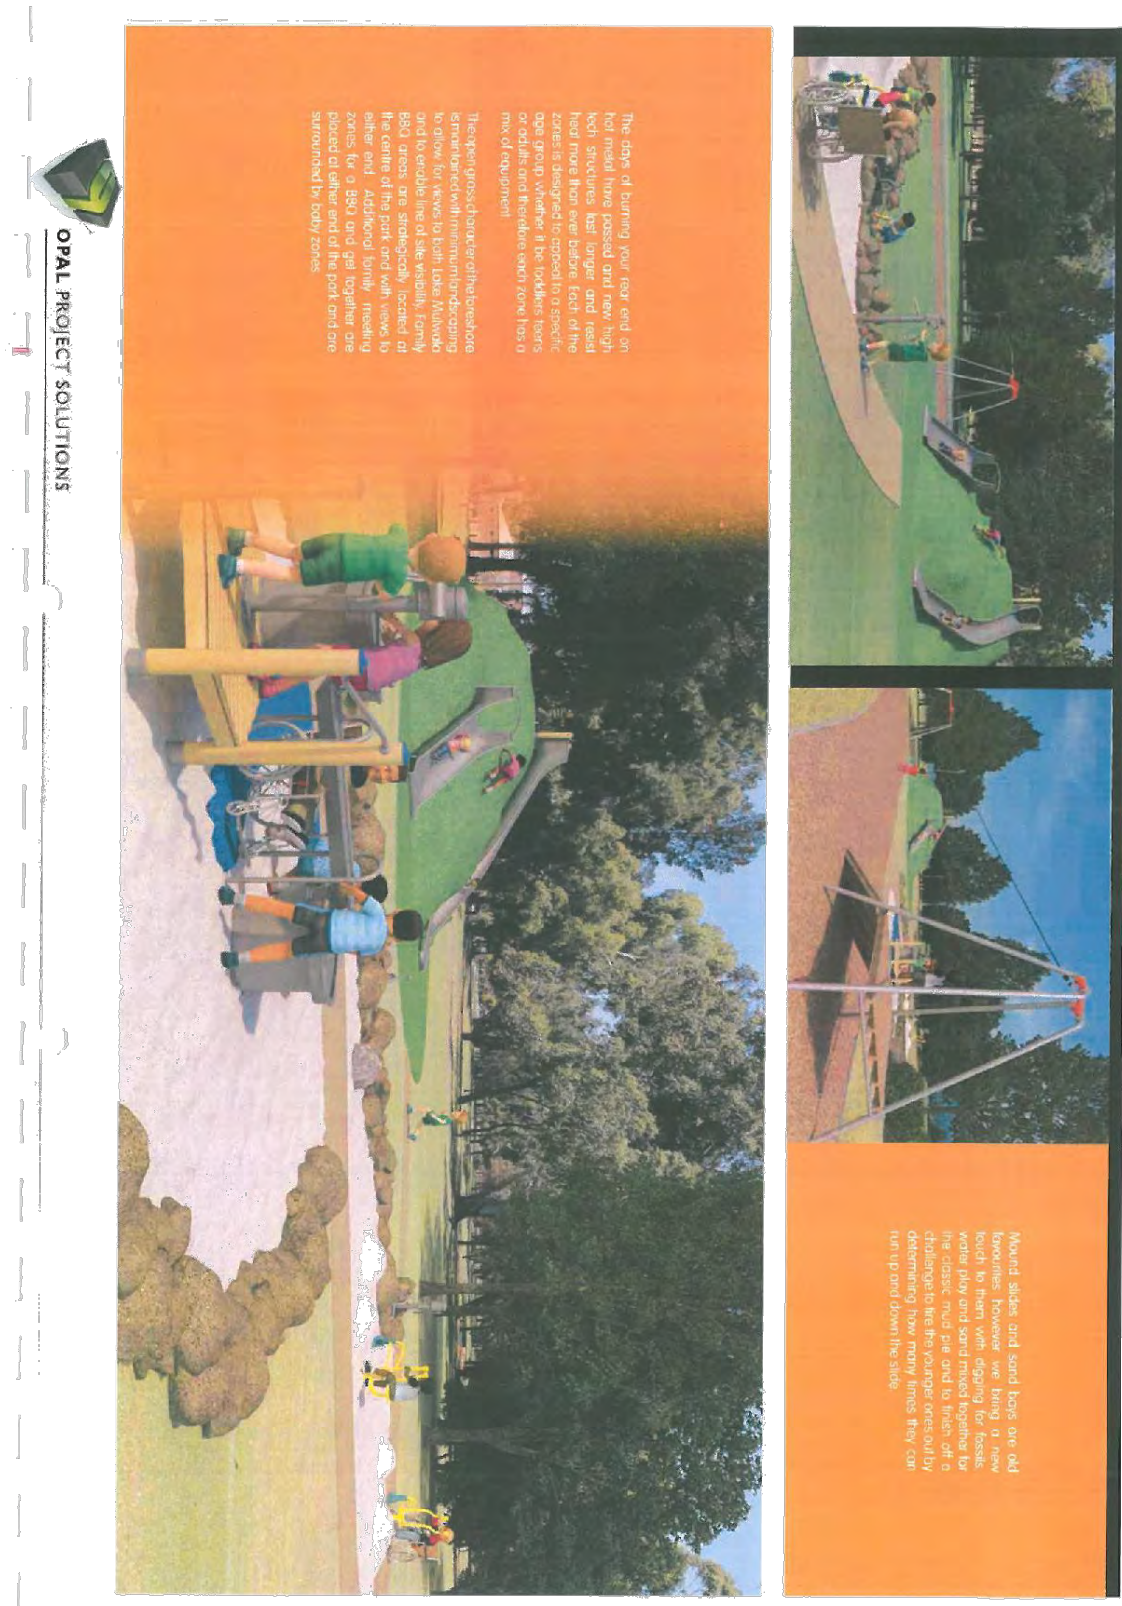 Mound slides and sand bays are old
favourites however we bring a new
touch to them with digging for fossils,
water play and sand mixed together for
the classic mud pie and to finish off a
challenge to tire the younger ones out by
determining how many times they can
run up and down the slide.
The days of burning your rear end on
hot metal have passed and new high
tech structures last longer and resist
heat more than ever before. Each of the
zones is designed to appeal to a specific
age group whether it be toddlers teens
or adults and therefore each zone has a
mix of equipment
The open grass character of the foreshore
is maintained with minimum landscaping
to allow for views to both Lake Mulwala
and to enable line of site visibility. Family
BBQ areas are strategically located at
the centre of the park and with views to
either end. Additional family meeting
zones for a BBQ and get together are
placed at either end of the park and are
surrounded by baby zones
OPAL PROJECT SOLUTIONS